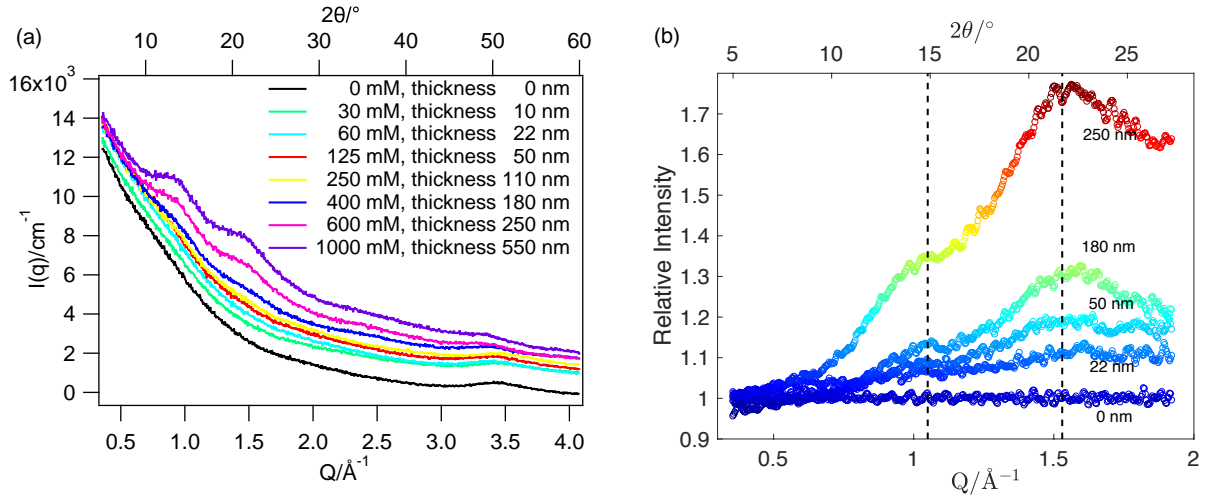 (a)
2θ/°
10 20 30 40 50 60
16x10³
14
12
10
8
6
4
2
0
I(q)/cm⁻¹
0 mM, thickness 0 nm
30 mM, thickness 10 nm
60 mM, thickness 22 nm
125 mM, thickness 50 nm
250 mM, thickness 110 nm
400 mM, thickness 180 nm
600 mM, thickness 250 nm
1000 mM, thickness 550 nm
0.5 1.0 1.5 2.0 2.5 3.0 3.5 4.0
Q/Å⁻¹
(b)
2θ/°
5 10 15 20 25
1.7
1.6
1.5
1.4
1.3
1.2
1.1
1
0.9
Relative Intensity
250 nm
180 nm
50 nm
22 nm
0 nm
0.5 1 1.5 2
Q/Å⁻¹